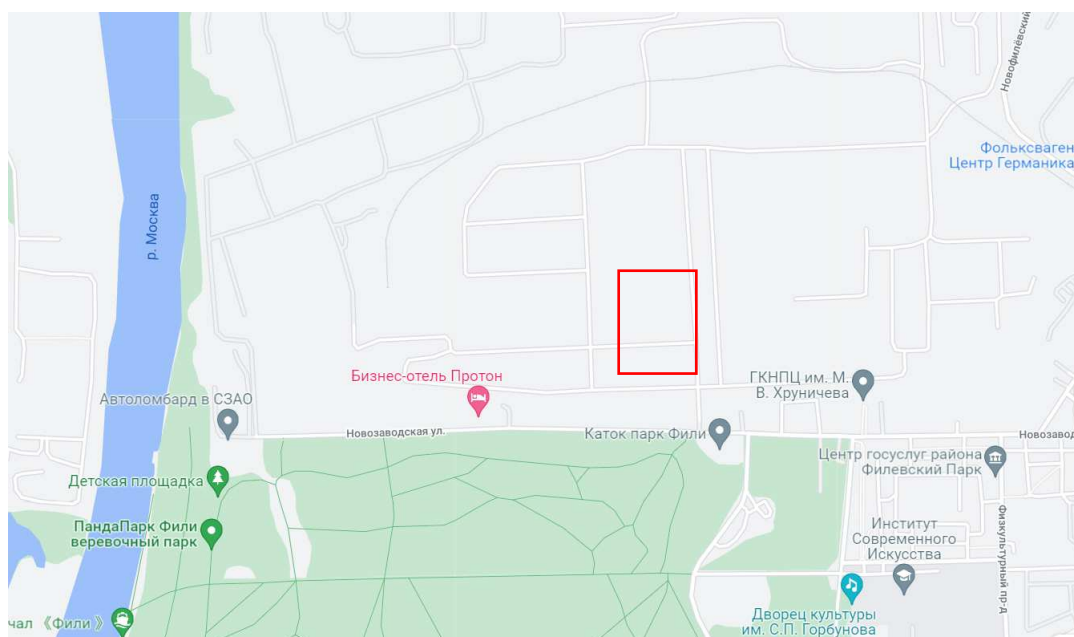 Новофилёвский
Фольксваген
Центр Германика
р. Москва
Бизнес-отель Протон
ГКНПЦ им. М.
В. Хруничева
Автоломбард в СЗАО
Новозаводская ул.
Каток парк Фили
Новозавод
Центр госуслуг района
Филевский Парк
Детская площадка
ПандаПарк Фили
веревочный парк
Институт
Современного
Искусства
Физкультурный пр-д
Дворец культуры
им. С.П. Горбунова
чал 《Фили 》